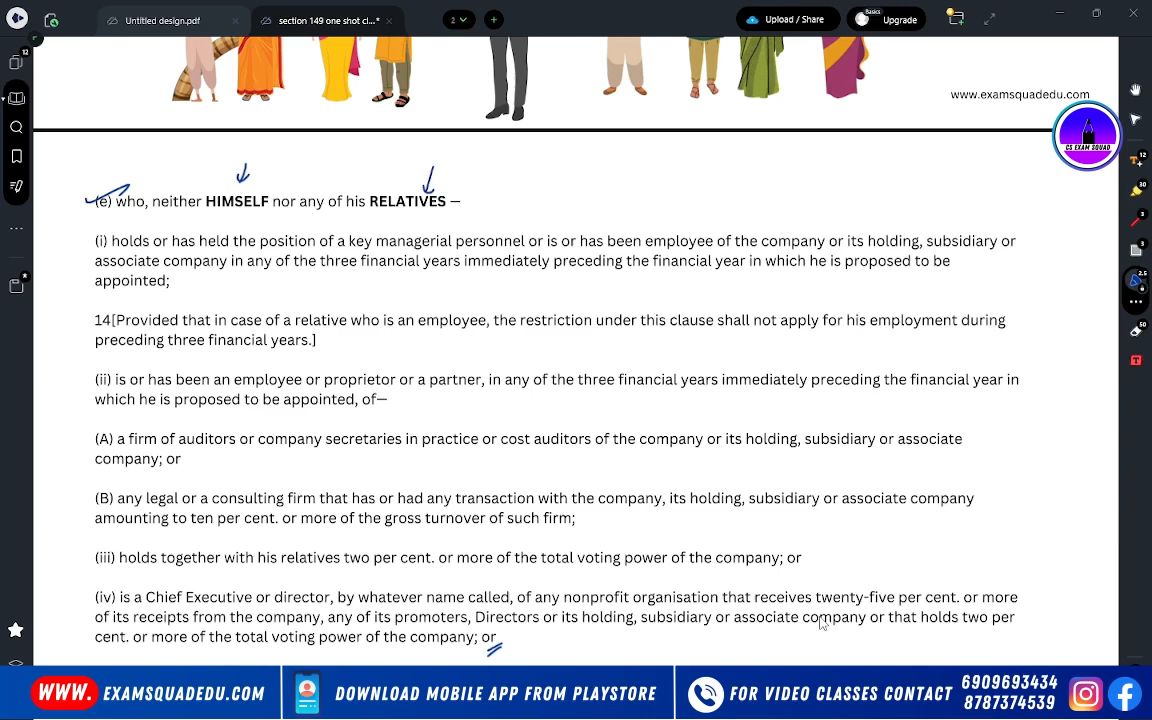 Untitled design.pdf
section 149 one shot cl...*
2
Upload / Share
Basics
Upgrade
12
www.examsquadedu.com
CS EXAM SQUAD
(e) who, neither HIMSELF nor any of his RELATIVES —
(i) holds or has held the position of a key managerial personnel or is or has been employee of the company or its holding, subsidiary or
associate company in any of the three financial years immediately preceding the financial year in which he is proposed to be
appointed;
14[Provided that in case of a relative who is an employee, the restriction under this clause shall not apply for his employment during
preceding three financial years.]
(ii) is or has been an employee or proprietor or a partner, in any of the three financial years immediately preceding the financial year in
which he is proposed to be appointed, of—
(A) a firm of auditors or company secretaries in practice or cost auditors of the company or its holding, subsidiary or associate
company; or
(B) any legal or a consulting firm that has or had any transaction with the company, its holding, subsidiary or associate company
amounting to ten per cent. or more of the gross turnover of such firm;
(iii) holds together with his relatives two per cent. or more of the total voting power of the company; or
(iv) is a Chief Executive or director, by whatever name called, of any nonprofit organisation that receives twenty-five per cent. or more
of its receipts from the company, any of its promoters, Directors or its holding, subsidiary or associate company or that holds two per
cent. or more of the total voting power of the company; or
12
30
3
3
2.5
50
T
WWW. EXAMSQUADEDU.COM
DOWNLOAD MOBILE APP FROM PLAYSTORE
FOR VIDEO CLASSES CONTACT
6909693434
8787374539